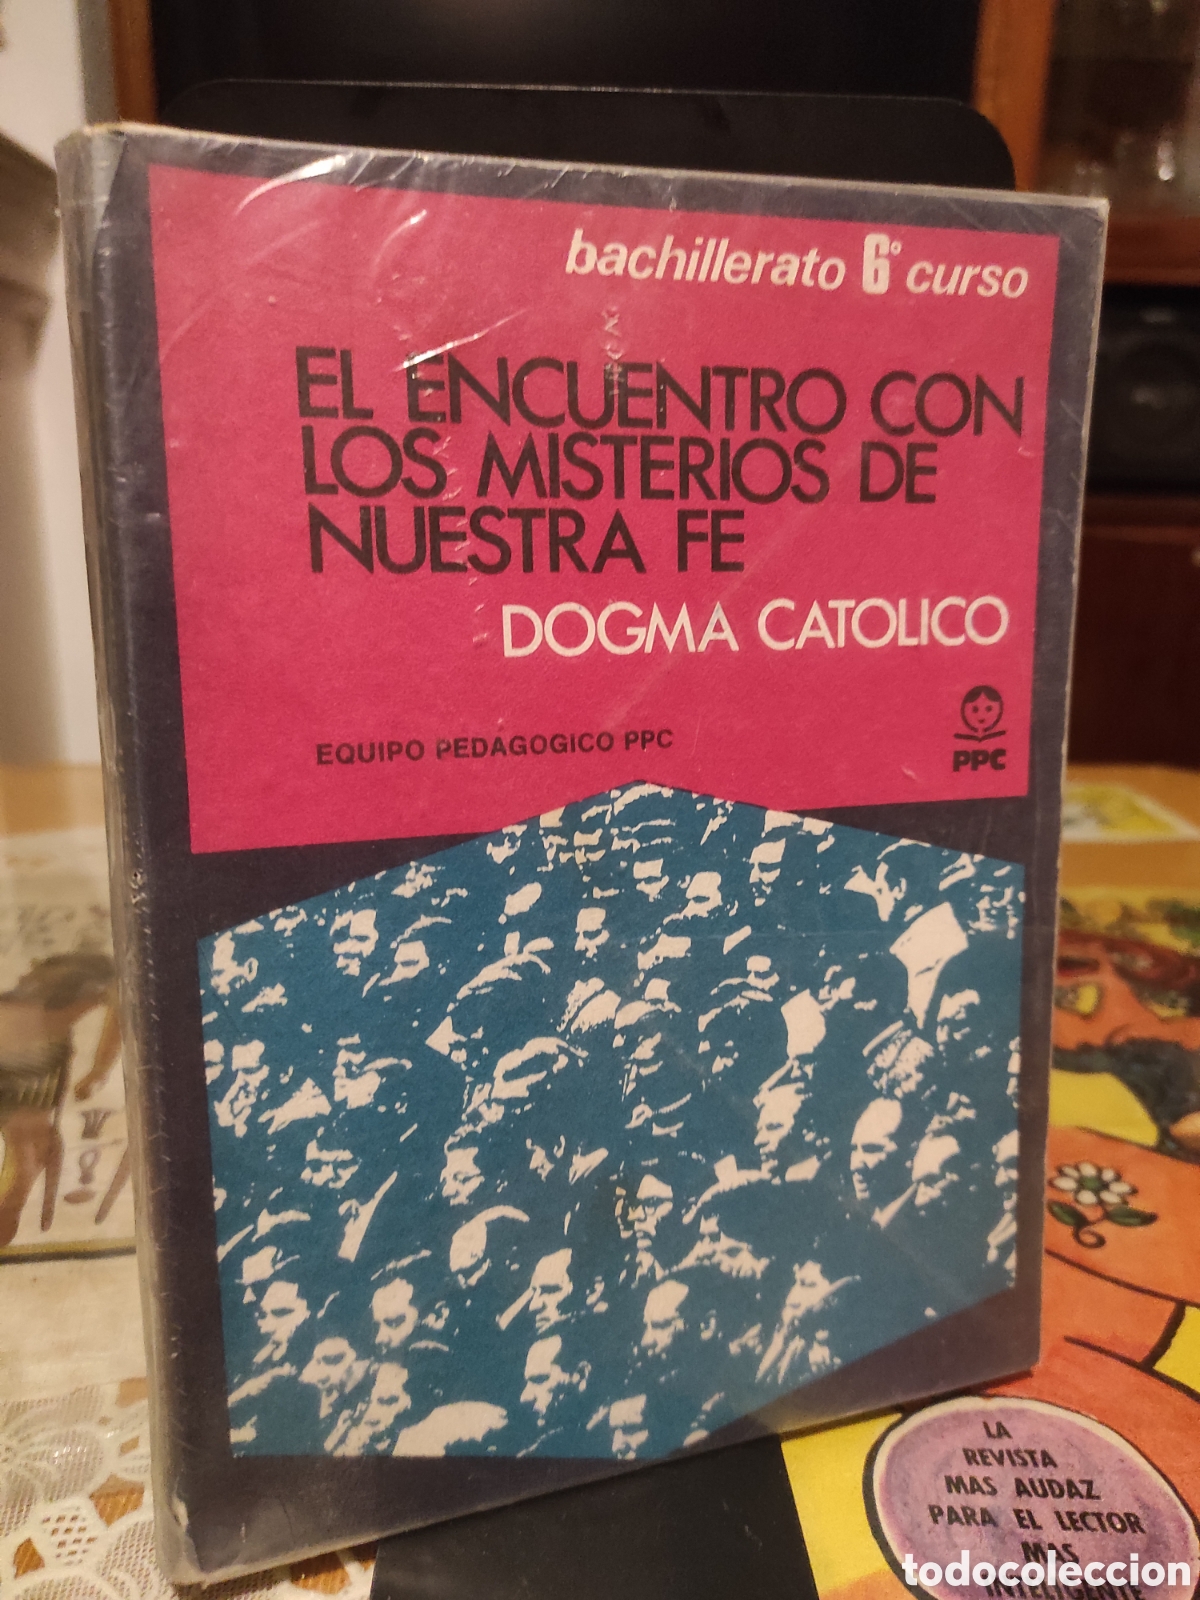 bachillerato 6º curso
EL ENCUENTRO CON
LOS MISTERIOS DE
NUESTRA FE
DOGMA CATOLICO
EQUIPO PEDAGOGICO PPC
PPC
LA
REVISTA
MAS AUDAZ
PARA EL LECTOR
MAS
INTELIGENTE
todocoleccion